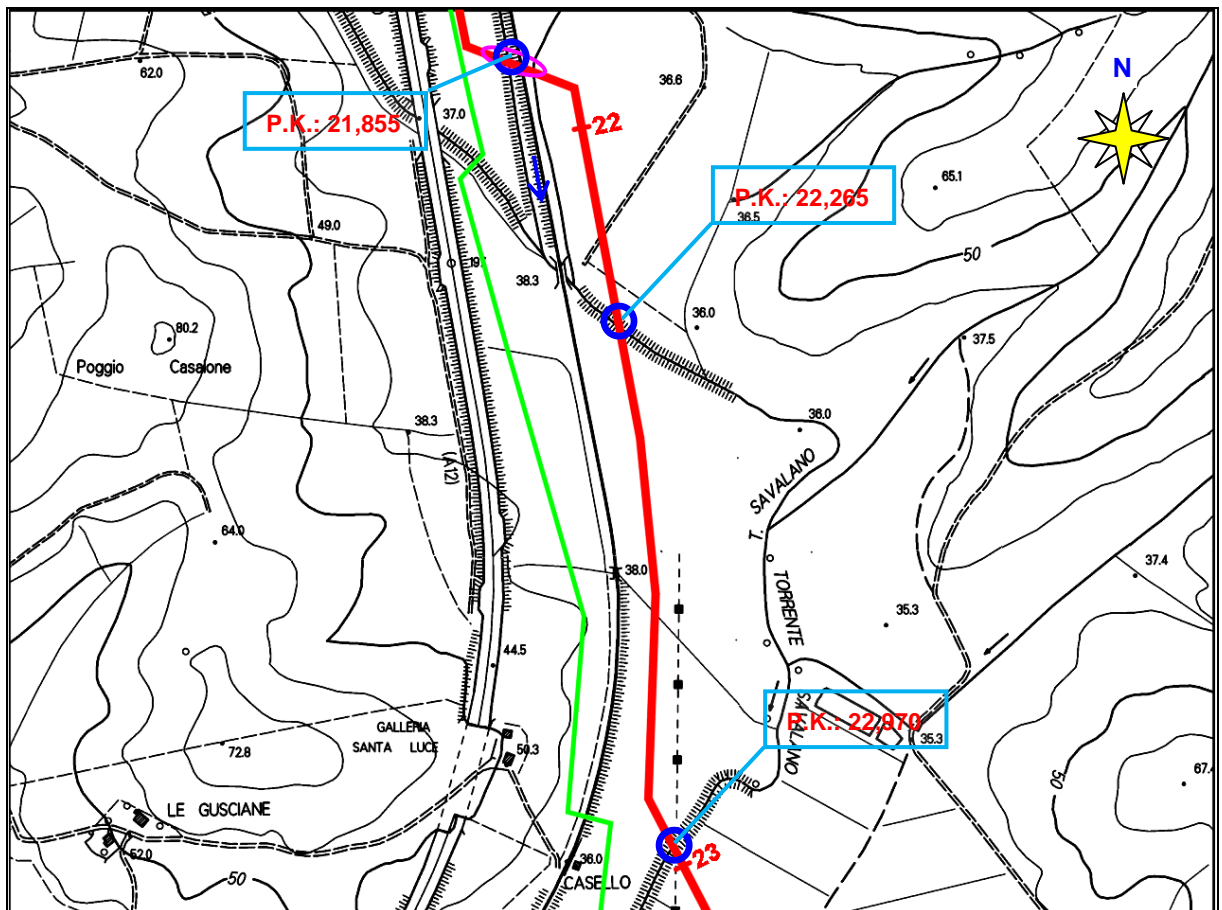 62.0
36.6
N
P.K.: 21,855
37.0
22
65.1
P.K.: 22,265
36.5
49.0
50
38.3
36.0
80.2
37.5
Poggio Casalone
38.3
36.0
(A12)
T. SAVALANO
64.0
38.0
37.4
TORRENTE
35.3
44.5
SAVALANO
P.K.: 22,970
GALLERIA
SANTA LUCE
50.3
35.3
72.8
50
67.4
LE GUSCIANE
52.0
36.0
23
50
CASELLO